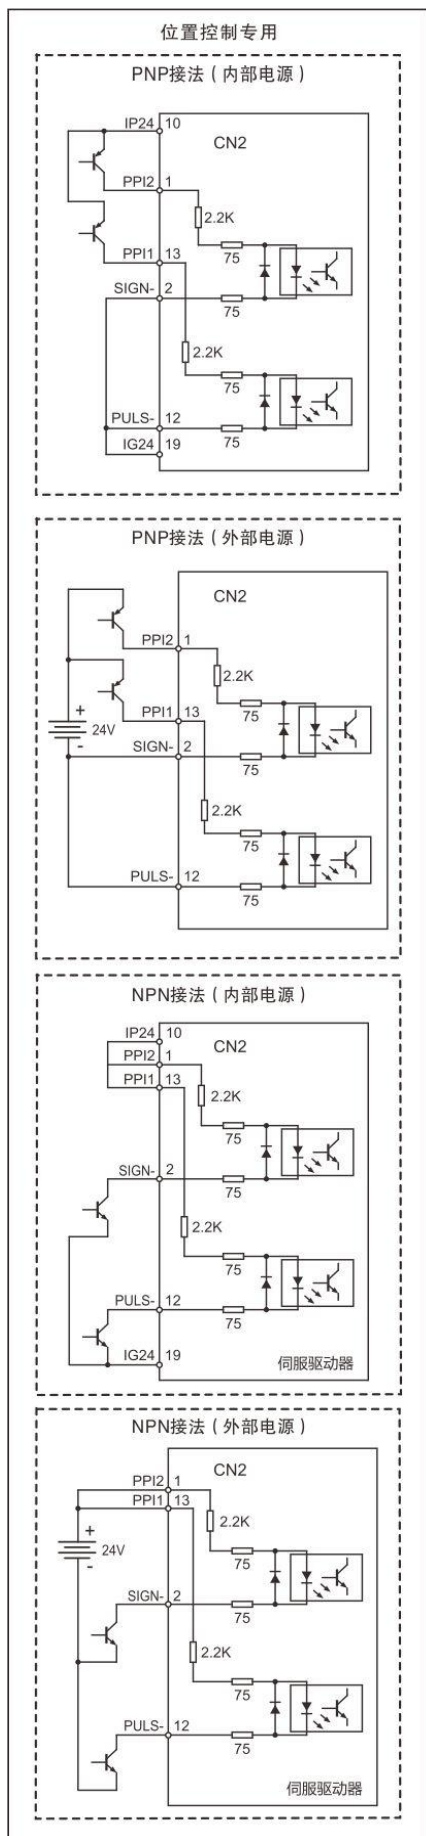 位置控制专用
PNP接法（内部电源）
IP24 10
CN2
PPI2 1
2.2K
75
PPI1 13
SIGN- 2
75
2.2K
75
PULS- 12
75
IG24 19
PNP接法（外部电源）
CN2
PPI2 1
2.2K
75
PPI1 13
+
24V
-
SIGN- 2
75
2.2K
75
PULS- 12
75
NPN接法（内部电源）
IP24 10
CN2
PPI2 1
PPI1 13
2.2K
75
SIGN- 2
75
2.2K
75
PULS- 12
75
IG24 19
伺服驱动器
NPN接法（外部电源）
CN2
PPI2 1
PPI1 13
2.2K
+
24V
-
75
SIGN- 2
75
2.2K
75
PULS- 12
75
伺服驱动器